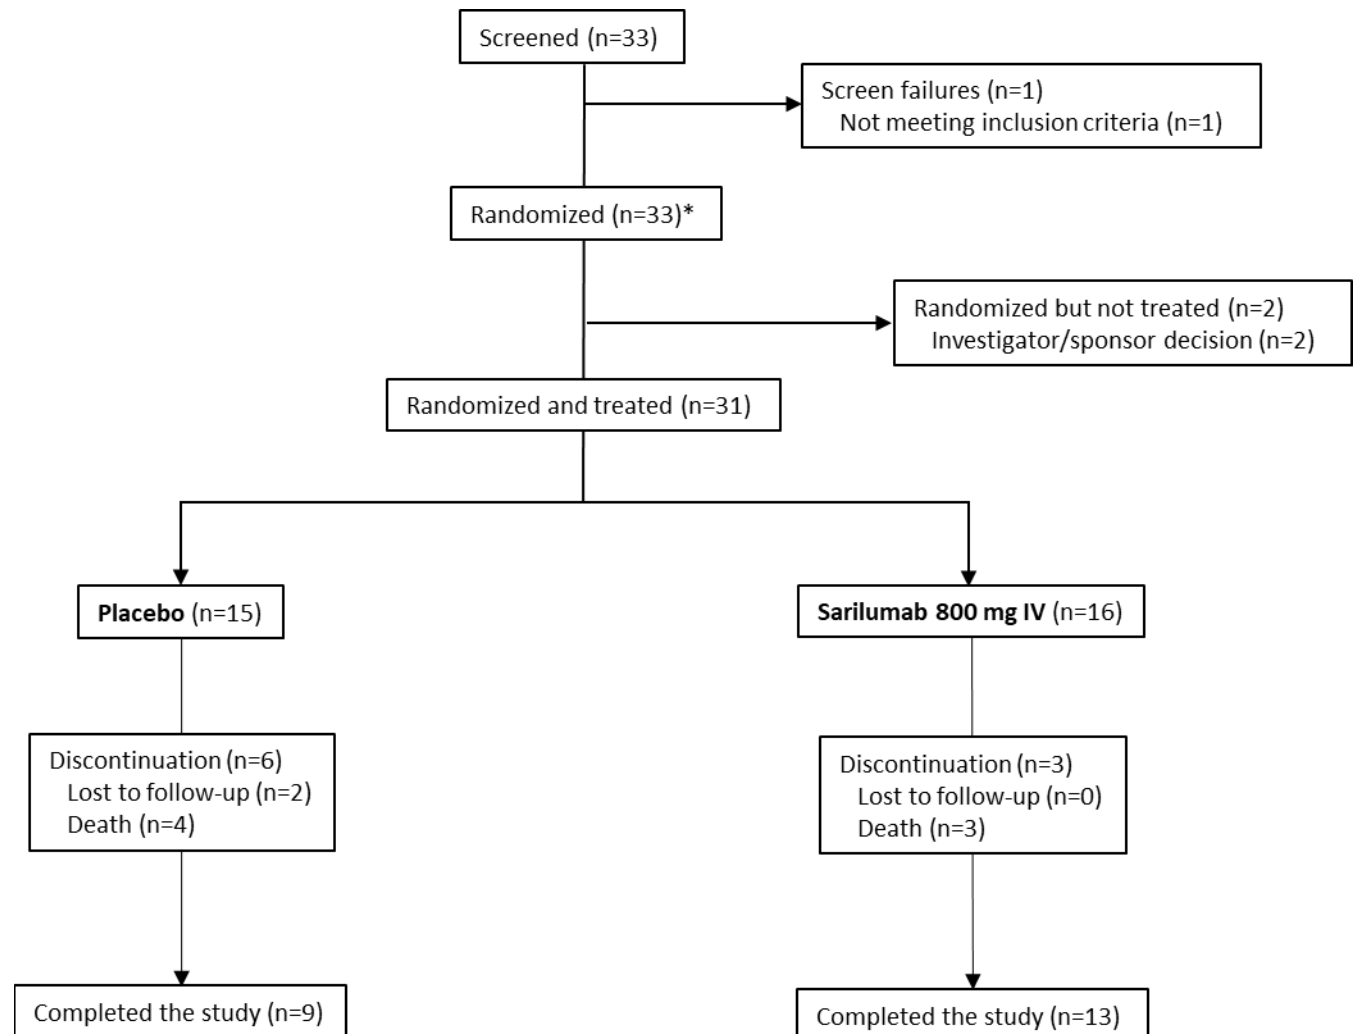 Screened (n=33)
Screen failures (n=1)
Not meeting inclusion criteria (n=1)
Randomized (n=33)*
Randomized but not treated (n=2)
Investigator/sponsor decision (n=2)
Randomized and treated (n=31)
Placebo (n=15)
Sarilumab 800 mg IV (n=16)
Discontinuation (n=6)
Lost to follow-up (n=2)
Death (n=4)
Discontinuation (n=3)
Lost to follow-up (n=0)
Death (n=3)
Completed the study (n=9)
Completed the study (n=13)